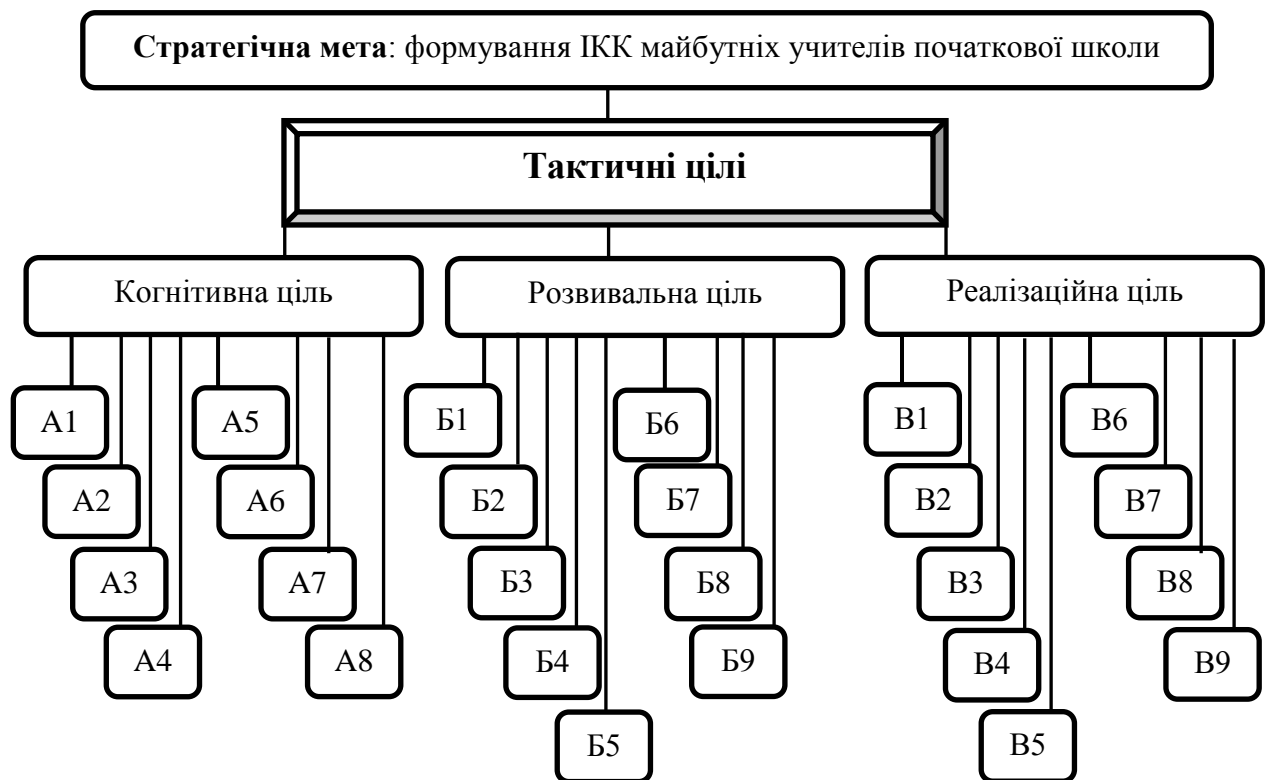 Стратегічна мета: формування ІКК майбутніх учителів початкової школи
Тактичні цілі
Когнітивна ціль
Розвивальна ціль
Реалізаційна ціль
А1
А2
А3
А4
А5
А6
А7
А8
Б1
Б2
Б3
Б4
Б5
Б6
Б7
Б8
Б9
В1
В2
В3
В4
В5
В6
В7
В8
В9